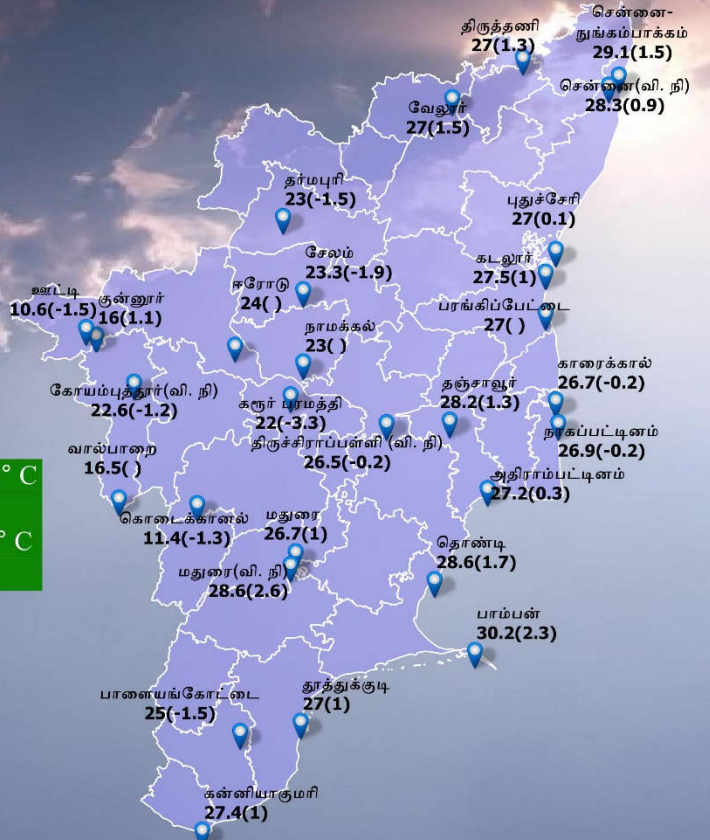 சென்னை-
நுங்கம்பாக்கம்
29.1(1.5)
திருத்தணி
27(1.3)
சென்னை(வி. நி)
28.3(0.9)
வேலூர்
27(1.5)
தர்மபுரி
23(-1.5)
புதுச்சேரி
27(0.1)
சேலம்
23.3(-1.9)
கடலூர்
27.5(1)
ஈரோடு
24( )
ஊட்டி
10.6(-1.5)
குன்னூர்
16(1.1)
பரங்கிப்பேட்டை
27( )
நாமக்கல்
23( )
காரைக்கால்
26.7(-0.2)
கோயம்புத்தூர்(வி. நி)
22.6(-1.2)
கரூர் பரமத்தி
22(-3.3)
தஞ்சாவூர்
28.2(1.3)
நாகப்பட்டினம்
26.9(-0.2)
திருச்சிராப்பள்ளி (வி. நி)
26.5(-0.2)
வால்பாறை
16.5( )
° C
° C
அதிராம்பட்டினம்
27.2(0.3)
கொடைக்கானல்
11.4(-1.3)
மதுரை
26.7(1)
மதுரை(வி. நி)
28.6(2.6)
தொண்டி
28.6(1.7)
பாம்பன்
30.2(2.3)
பாளையங்கோட்டை
25(-1.5)
தூத்துக்குடி
27(1)
கன்னியாகுமரி
27.4(1)